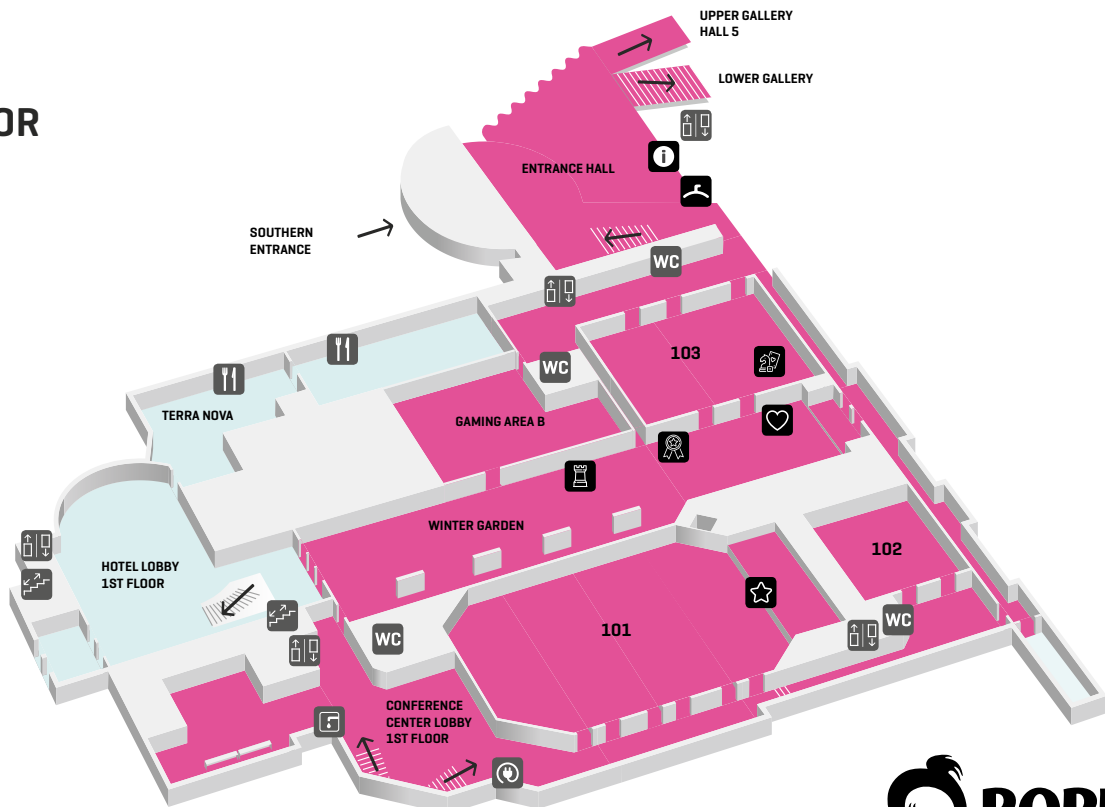 UPPER GALLERY
HALL 5
LOWER GALLERY
OR
ENTRANCE HALL
SOUTHERN
ENTRANCE
WC
103
WC
TERRA NOVA
GAMING AREA B
WINTER GARDEN
102
HOTEL LOBBY
1ST FLOOR
101
WC
WC
CONFERENCE
CENTER LOBBY
1ST FLOOR